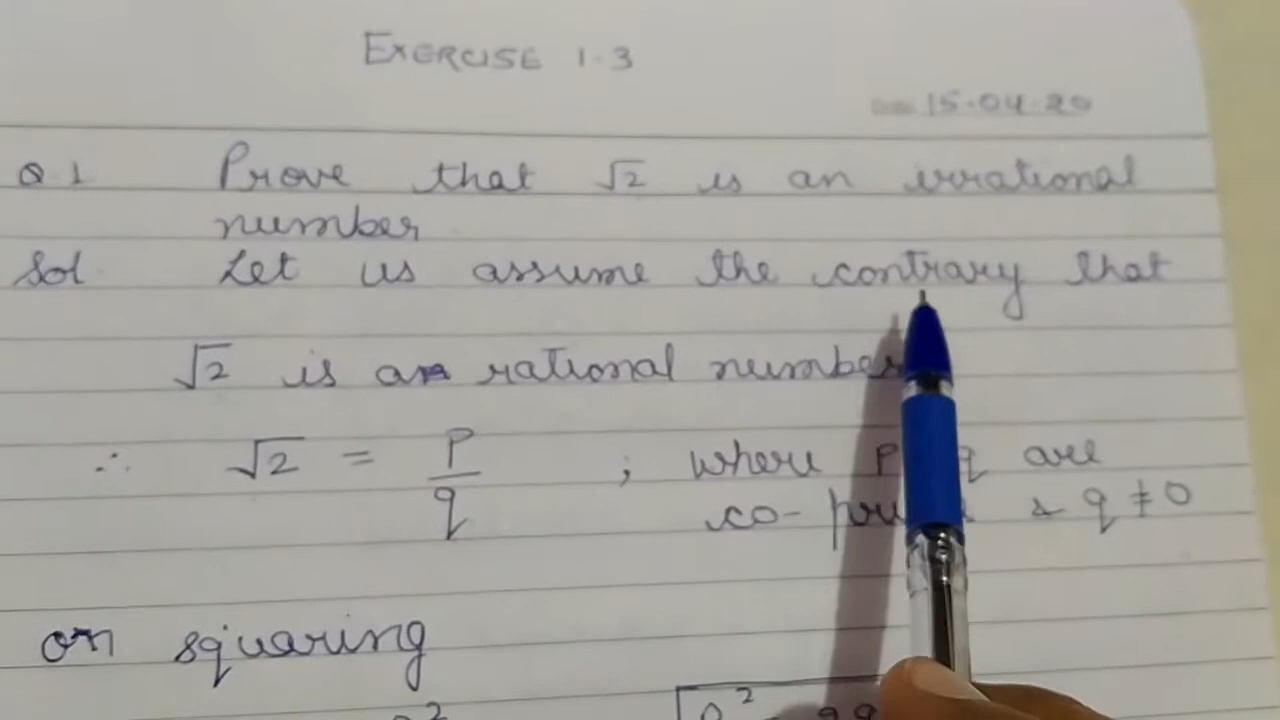 EXERCISE 1.3
15.04.20
Q 1 Prove that √2 is an irrational
number
Sol. Let us assume the contrary that
√2 is a rational number
∴ √2 = p/q ; where p q are
co- & q ≠ 0
on squaring